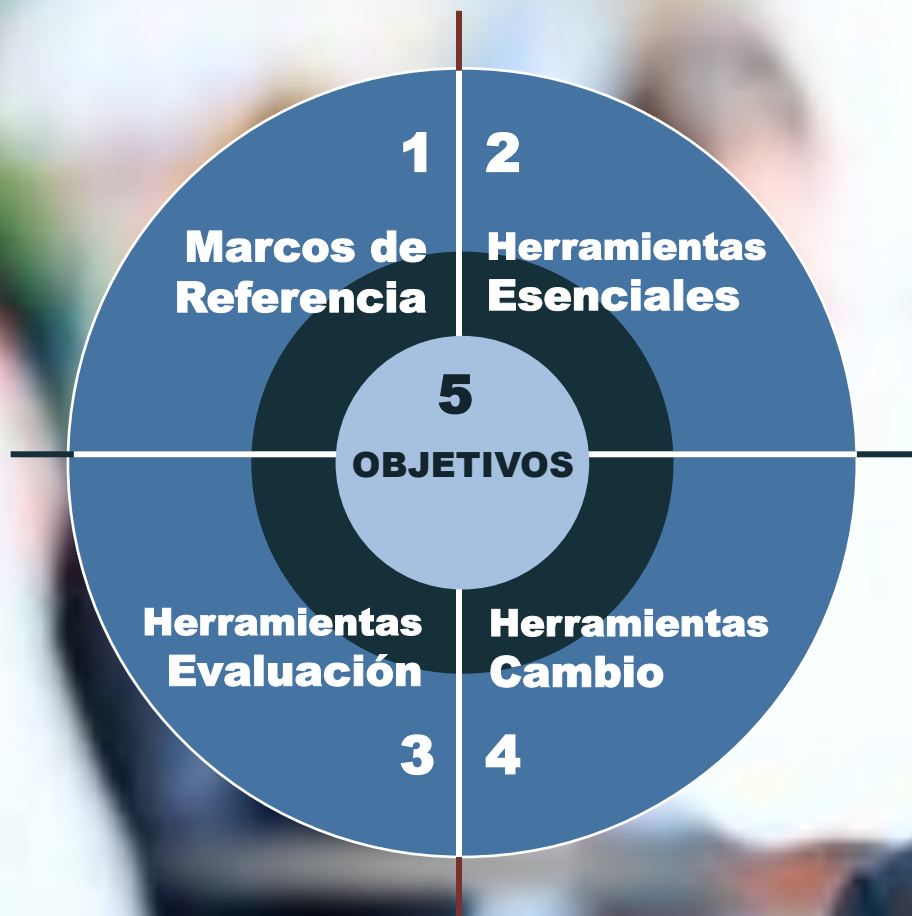 1
Marcos de
Referencia
2
Herramientas
Esenciales
5
OBJETIVOS
Herramientas
Evaluación
3
Herramientas
Cambio
4